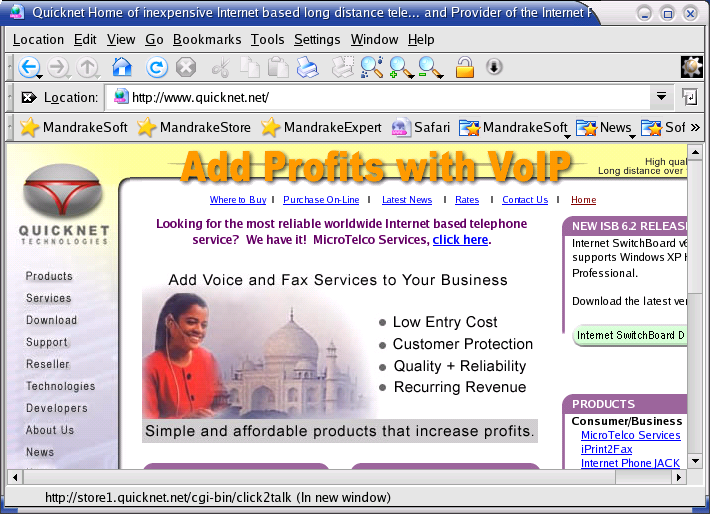 Quicknet Home of inexpensive Internet based long distance tele... and Provider of the Internet
Location Edit View Go Bookmarks Tools Settings Window Help
Location: http://www.quicknet.net/
MandrakeSoft MandrakeStore MandrakeExpert Safari MandrakeSoft News Sof »
Add Profits with VoIP
High qual
Long distance over
QUICKNET
TECHNOLOGIES
Where to Buy I Purchase On-Line I Latest News I Rates I Contact Us I Home
Looking for the most reliable worldwide Internet based telephone
service? We have it! MicroTelco Services, click here.
Products
Services
Download
Support
Reseller
Technologies
Developers
About Us
News
Add Voice and Fax Services to Your Business
Low Entry Cost
Customer Protection
Quality + Reliability
Recurring Revenue
Simple and affordable products that increase profits.
NEW ISB 6.2 RELEAS
Internet SwitchBoard v6
supports Windows XP H
Professional.
Download the latest ver
Internet SwitchBoard D
PRODUCTS
Consumer/Business
MicroTelco Services
iPrint2Fax
Internet Phone JACK
http://store1.quicknet.net/cgi-bin/click2talk (In new window)